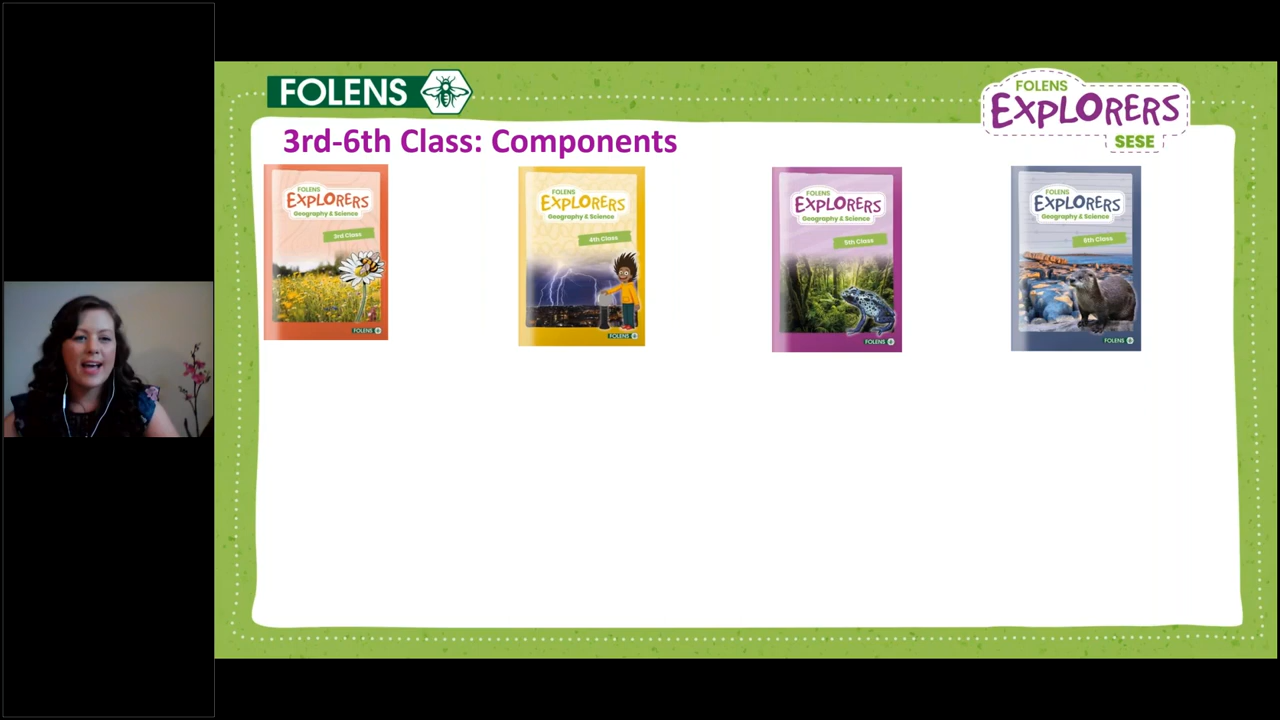 FOLENS
FOLENS
EXPLORERS
SESE
3rd-6th Class: Components
FOLENS
EXPLORERS
Geography & Science
3rd Class
FOLENS
FOLENS
EXPLORERS
Geography & Science
4th Class
FOLENS
FOLENS
EXPLORERS
Geography & Science
5th Class
FOLENS
FOLENS
EXPLORERS
Geography & Science
6th Class
FOLENS